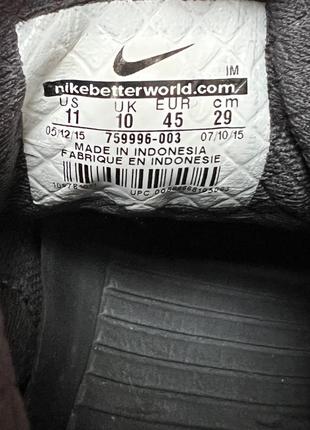 IM
nikebetterworld.com
US UK EUR cm
11 10 45 29
05/12/15 759996-003 07/10/15
MADE IN INDONESIA
FABRIQUE EN INDONESIE
UPC